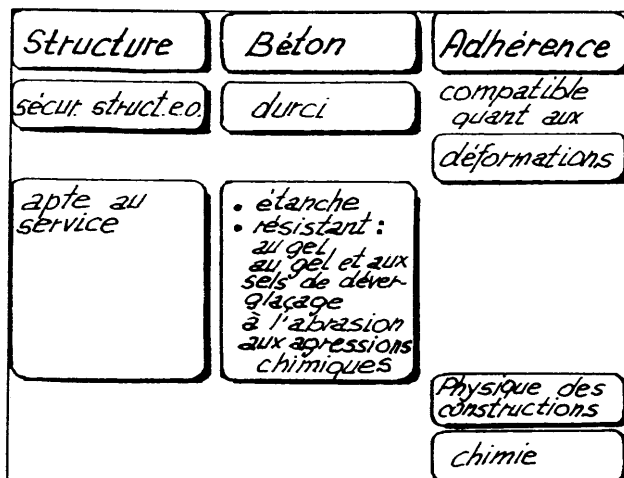 Structure
Béton
Adhérence
sécur. struct. e.o.
durci
compatible
quant aux
déformations
apte au
service
• étanche
• résistant :
au gel
au gel et aux
sels de déver-
glaçage
à l'abrasion
aux agressions
chimiques
Physique des
constructions
chimie